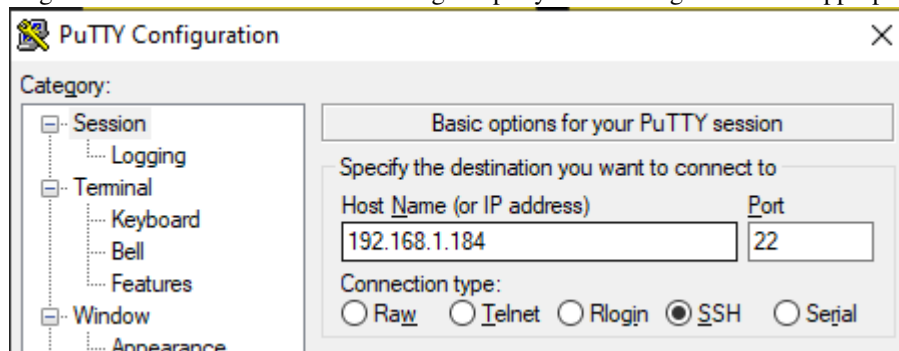 PuTTY Configuration
Category:
Session
Logging
Terminal
Keyboard
Bell
Features
Window
Appearance
Basic options for your PuTTY session
Specify the destination you want to connect to
Host Name (or IP address) Port
192.168.1.184 22
Connection type:
Raw Telnet Rlogin SSH Serial